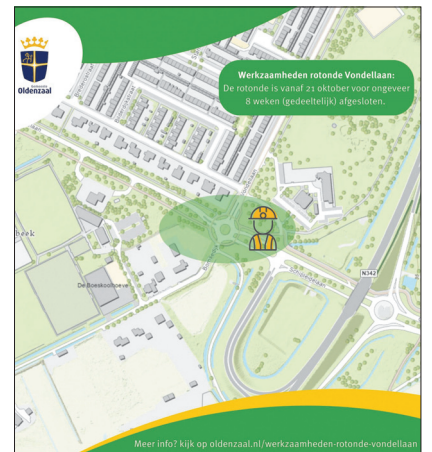 gemeente
Oldenzaal
Werkzaamheden rotonde Vondellaan:
De rotonde is vanaf 21 oktober voor ongeveer
8 weken (gedeeltelijk) afgesloten.
De Boeskoolhoeve
N342
Meer info? kijk op oldenzaal.nl/werkzaamheden-rotonde-vondellaan